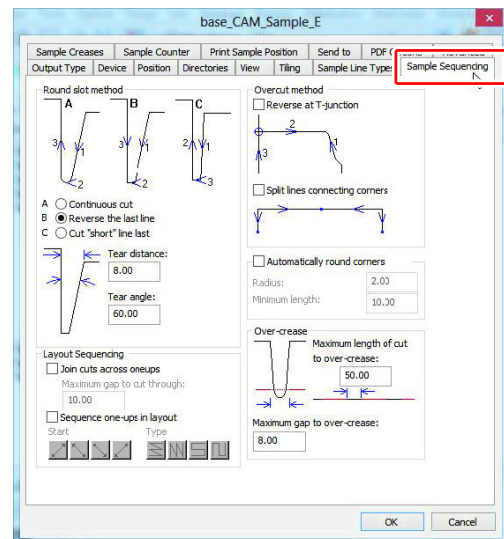 base_CAM_Sample_E
Sample Creases Sample Counter Print Sample Position Send to PDF
Output Type Device Position Directories View Tiling Sample Line Types Sample Sequencing
Round slot method
A B C
3 1 3 1 2 1
2 2 3
A Continuous cut
B Reverse the last line
C Cut "short" line last
Tear distance:
8.00
Tear angle:
60.00
Layout Sequencing
Join cuts across oneups
Maximum gap to cut through:
10.00
Sequence one-ups in layout
Start Type
Overcut method
Reverse at T-junction
2
3 1
Split lines connecting corners
Automatically round corners
Radius: 2.00
Minimum length: 10.00
Over-crease
Maximum length of cut
to over-crease:
50.00
Maximum gap to over-crease:
8.00
OK Cancel